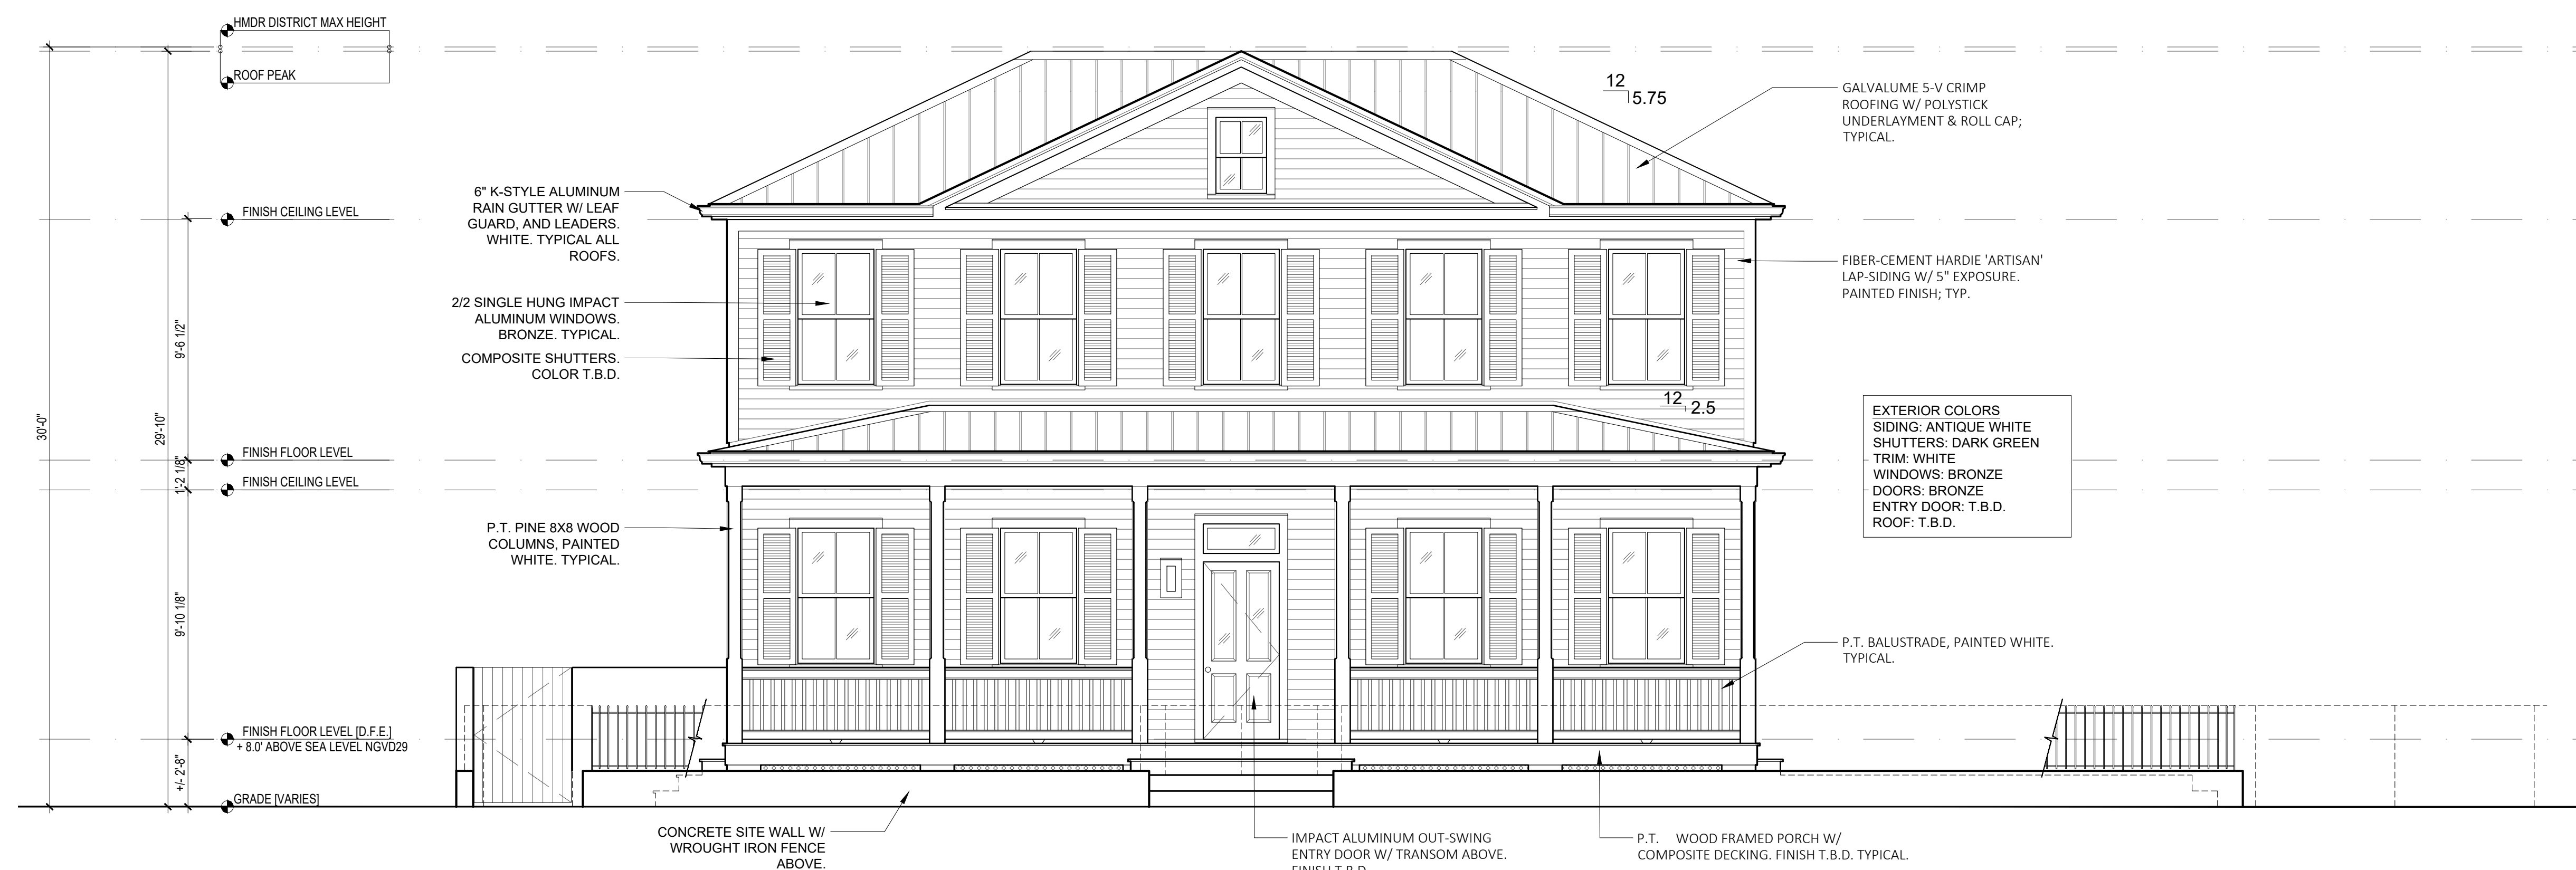 HMDR DISTRICT MAX HEIGHT
ROOF PEAK
FINISH CEILING LEVEL
FINISH FLOOR LEVEL
FINISH CEILING LEVEL
FINISH FLOOR LEVEL [D.F.E.]
+ 8.0' ABOVE SEA LEVEL NGVD29
GRADE [VARIES]
30'-0"
29'-10"
9'-6 1/2"
1'-2 1/8"
9'-10 1/8"
+/- 2'-8"
6" K-STYLE ALUMINUM
RAIN GUTTER W/ LEAF
GUARD, AND LEADERS.
WHITE. TYPICAL ALL
ROOFS.
2/2 SINGLE HUNG IMPACT
ALUMINUM WINDOWS.
BRONZE. TYPICAL.
COMPOSITE SHUTTERS.
COLOR T.B.D.
P.T. PINE 8X8 WOOD
COLUMNS, PAINTED
WHITE. TYPICAL.
CONCRETE SITE WALL W/
WROUGHT IRON FENCE
ABOVE.
12
5.75
12
2.5
GALVALUME 5-V CRIMP
ROOFING W/ POLYSTICK
UNDERLAYMENT & ROLL CAP;
TYPICAL.
FIBER-CEMENT HARDIE 'ARTISAN'
LAP-SIDING W/ 5" EXPOSURE.
PAINTED FINISH; TYP.
EXTERIOR COLORS
SIDING: ANTIQUE WHITE
SHUTTERS: DARK GREEN
TRIM: WHITE
WINDOWS: BRONZE
DOORS: BRONZE
ENTRY DOOR: T.B.D.
ROOF: T.B.D.
P.T. BALUSTRADE, PAINTED WHITE.
TYPICAL.
IMPACT ALUMINUM OUT-SWING
ENTRY DOOR W/ TRANSOM ABOVE.
FINISH T.B.D.
P.T. WOOD FRAMED PORCH W/
COMPOSITE DECKING. FINISH T.B.D. TYPICAL.